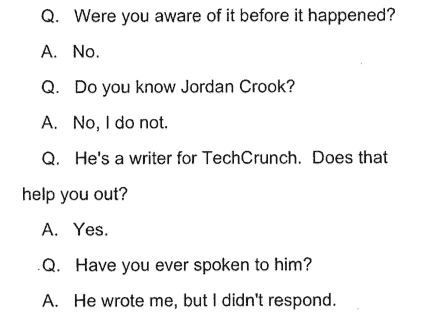 Q. Were you aware of it before it happened?
A. No.
Q. Do you know Jordan Crook?
A. No, I do not.
Q. He's a writer for TechCrunch. Does that
help you out?
A. Yes.
.Q. Have you ever spoken to him?
A. He wrote me, but I didn't respond.